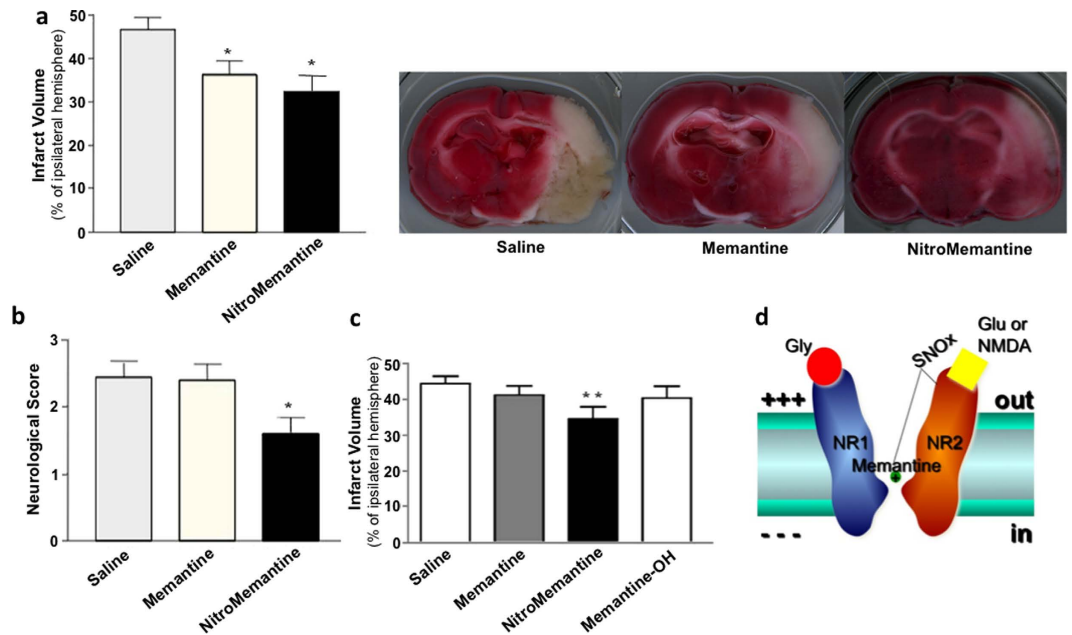 a
Infarct Volume
(% of ipsilateral hemisphere)
50
40
30
20
10
0
*
*
Saline
Memantine
NitroMemantine
Saline
Memantine
NitroMemantine
b
Neurological Score
3
2
1
0
*
Saline
Memantine
NitroMemantine
c
Infarct Volume
(% of ipsilateral hemisphere)
50
40
30
20
10
0
**
Saline
Memantine
NitroMemantine
Memantine-OH
d
Gly
SNOx
Glu or
NMDA
+++
out
NR1
NR2
Memantine
+
- - -
in